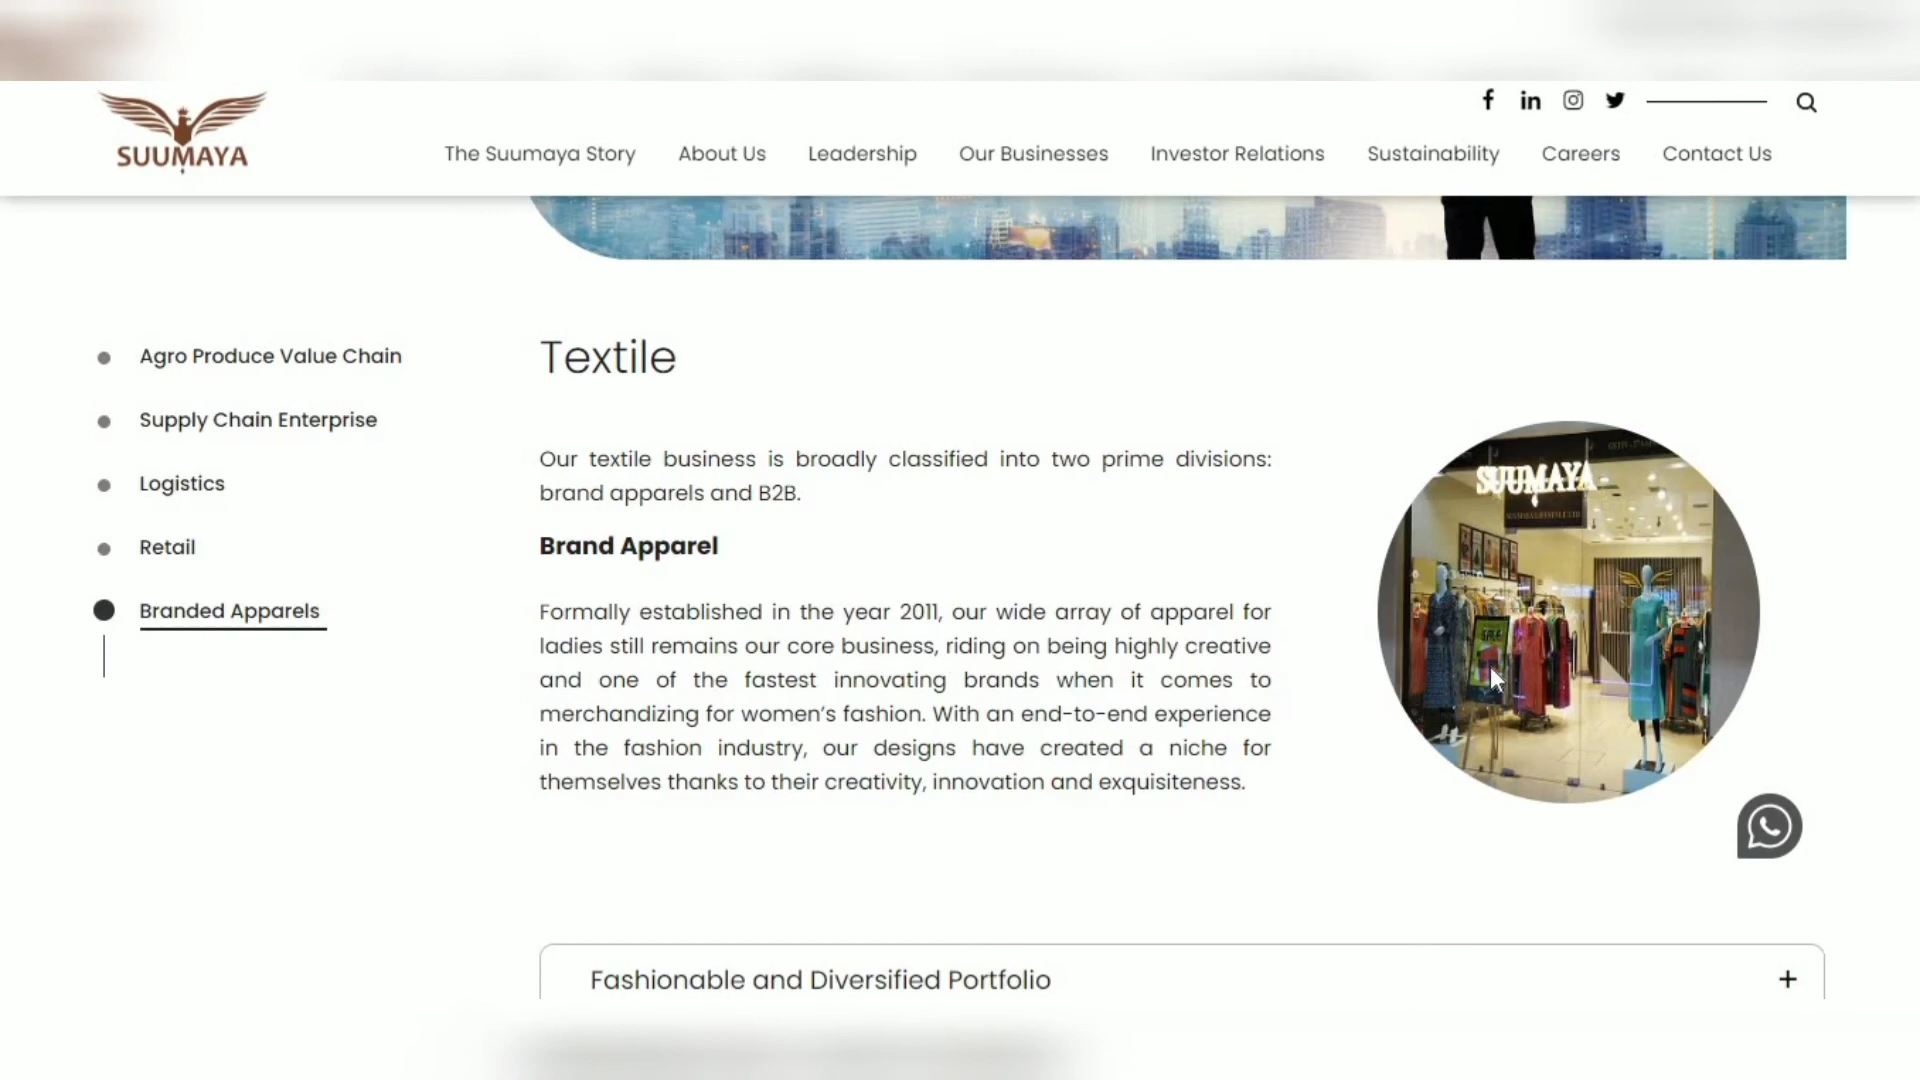 SUUMAYA
The Suumaya Story
About Us
Leadership
Our Businesses
Investor Relations
Sustainability
Careers
Contact Us
Agro Produce Value Chain
Supply Chain Enterprise
Logistics
Retail
Branded Apparels
Textile
Our textile business is broadly classified into two prime divisions:
brand apparels and B2B.
Brand Apparel
Formally established in the year 2011, our wide array of apparel for
ladies still remains our core business, riding on being highly creative
and one of the fastest innovating brands when it comes to
merchandizing for women’s fashion. With an end-to-end experience
in the fashion industry, our designs have created a niche for
themselves thanks to their creativity, innovation and exquisiteness.
SUUMAYA
SALE
Fashionable and Diversified Portfolio